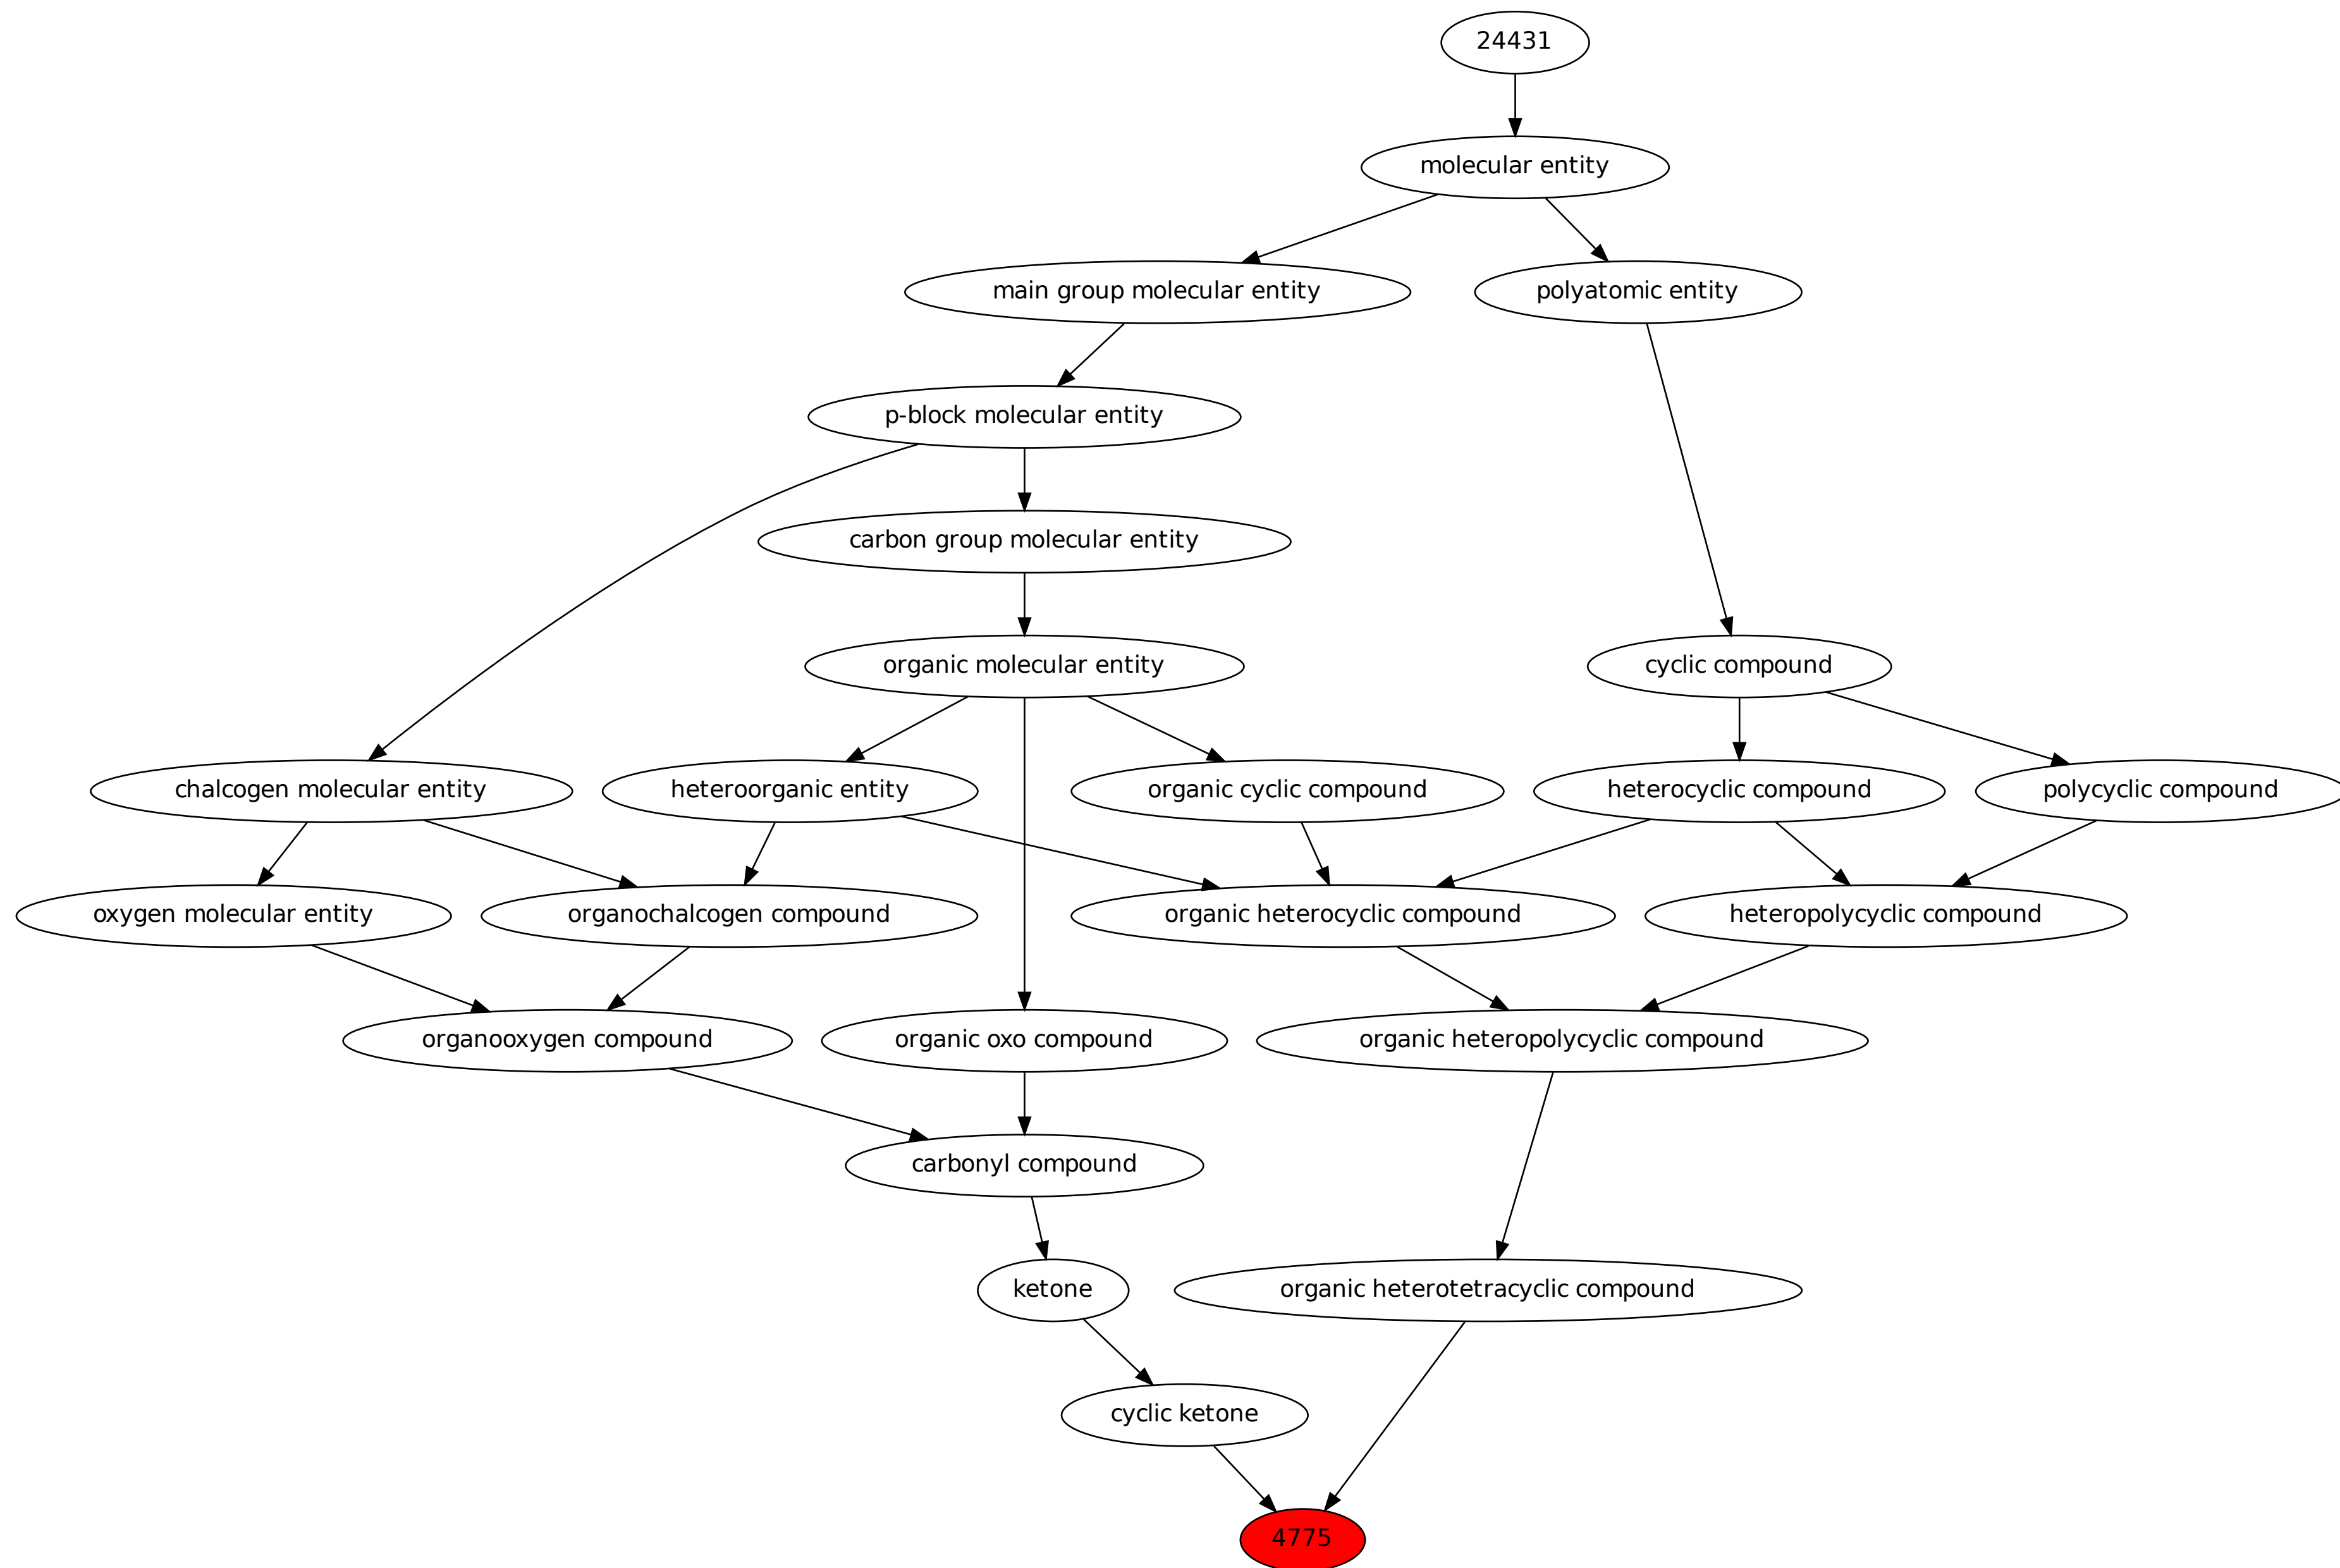 24431
molecular entity
main group molecular entity
polyatomic entity
p-block molecular entity
carbon group molecular entity
organic molecular entity
cyclic compound
chalcogen molecular entity
heteroorganic entity
organic cyclic compound
heterocyclic compound
polycyclic compound
oxygen molecular entity
organochalcogen compound
organic heterocyclic compound
heteropolycyclic compound
organooxygen compound
organic oxo compound
organic heteropolycyclic compound
carbonyl compound
ketone
organic heterotetracyclic compound
cyclic ketone
4775